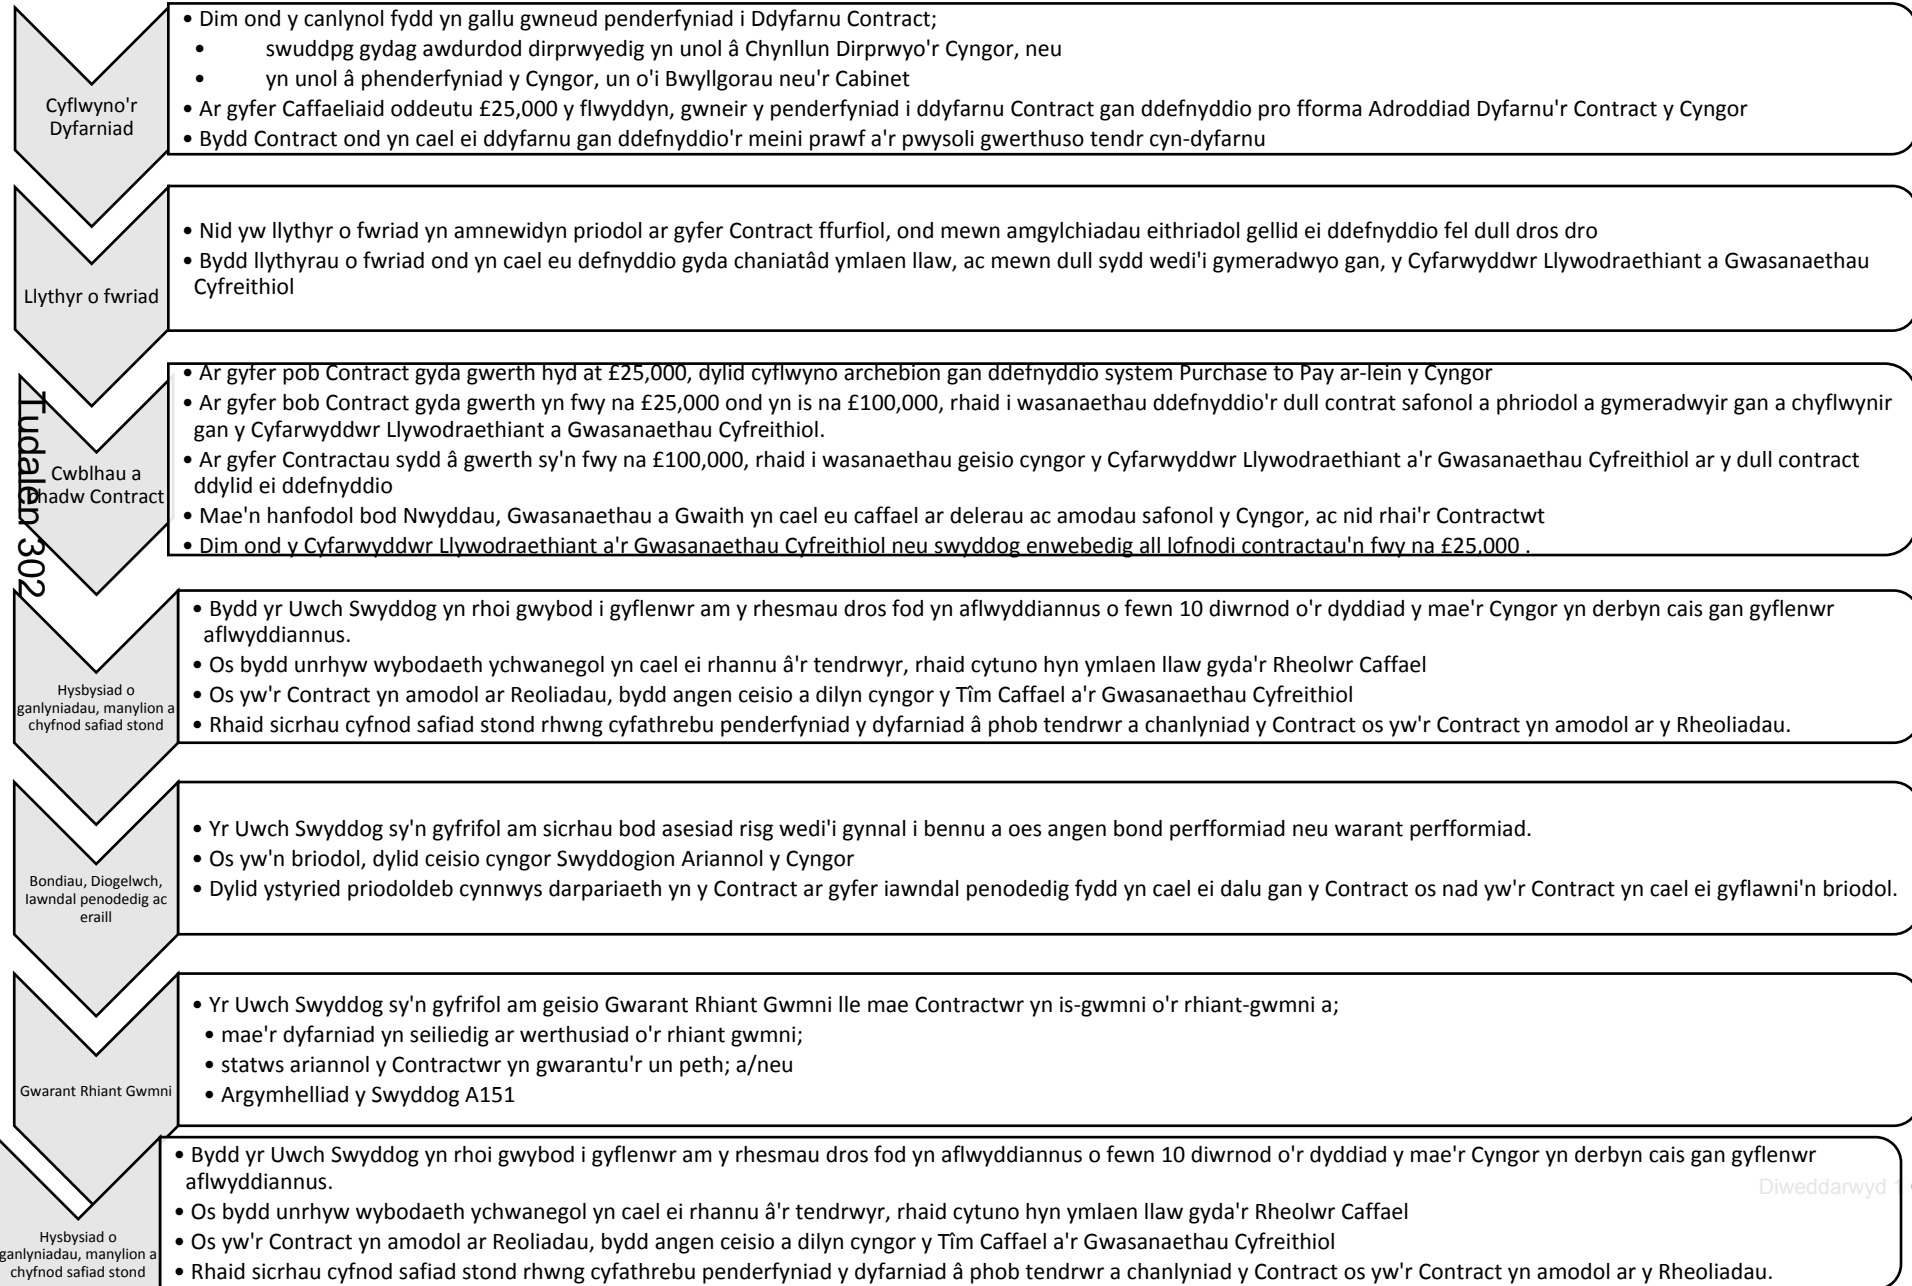 Cyflwyno'r
Dyfarniad
• Dim ond y canlynol fydd yn gallu gwneud penderfyniad i Ddyfarnu Contract;
• swuddpg gydag awdurdod dirprwyedig yn unol â Chynllun Dirprwyo'r Cyngor, neu
• yn unol â phenderfyniad y Cyngor, un o'i Bwyllgorau neu'r Cabinet
• Ar gyfer Caffaeliaid oddeutu £25,000 y flwyddyn, gwneir y penderfyniad i ddyfarnu Contract gan ddefnyddio pro fforma Adroddiad Dyfarnu'r Contract y Cyngor
• Bydd Contract ond yn cael ei ddyfarnu gan ddefnyddio'r meini prawf a'r pwysoli gwerthuso tendr cyn-dyfarnu
Llythyr o fwriad
• Nid yw llythyr o fwriad yn amnewidyn priodol ar gyfer Contract ffurfiol, ond mewn amgylchiadau eithriadol gellid ei ddefnyddio fel dull dros dro
• Bydd llythyrau o fwriad ond yn cael eu defnyddio gyda chaniatâd ymlaen llaw, ac mewn dull sydd wedi'i gymeradwyo gan, y Cyfarwyddwr Llywodraethiant a Gwasanaethau
Cyfreithiol
Tudalen 302
Cwblhau a
chadw Contract
• Ar gyfer pob Contract gyda gwerth hyd at £25,000, dylid cyflwyno archebion gan ddefnyddio system Purchase to Pay ar-lein y Cyngor
• Ar gyfer bob Contract gyda gwerth yn fwy na £25,000 ond yn is na £100,000, rhaid i wasanaethau ddefnyddio'r dull contrat safonol a phriodol a gymeradwyir gan a chyflwynir
gan y Cyfarwyddwr Llywodraethiant a Gwasanaethau Cyfreithiol.
• Ar gyfer Contractau sydd â gwerth sy'n fwy na £100,000, rhaid i wasanaethau geisio cyngor y Cyfarwyddwr Llywodraethiant a'r Gwasanaethau Cyfreithiol ar y dull contract
ddylid ei ddefnyddio
• Mae'n hanfodol bod Nwyddau, Gwasanaethau a Gwaith yn cael eu caffael ar delerau ac amodau safonol y Cyngor, ac nid rhai'r Contractwt
• Dim ond y Cyfarwyddwr Llywodraethiant a'r Gwasanaethau Cyfreithiol neu swyddog enwebedig all lofnodi contractau'n fwy na £25,000 .
Hysbysiad o
ganlyniadau, manylion a
chyfnod safiad stond
• Bydd yr Uwch Swyddog yn rhoi gwybod i gyflenwr am y rhesmau dros fod yn aflwyddiannus o fewn 10 diwrnod o'r dyddiad y mae'r Cyngor yn derbyn cais gan gyflenwr
aflwyddiannus.
• Os bydd unrhyw wybodaeth ychwanegol yn cael ei rhannu â'r tendrwyr, rhaid cytuno hyn ymlaen llaw gyda'r Rheolwr Caffael
• Os yw'r Contract yn amodol ar Reoliadau, bydd angen ceisio a dilyn cyngor y Tîm Caffael a'r Gwasanaethau Cyfreithiol
• Rhaid sicrhau cyfnod safiad stond rhwng cyfathrebu penderfyniad y dyfarniad â phob tendrwr a chanlyniad y Contract os yw'r Contract yn amodol ar y Rheoliadau.
Bondiau, Diogelwch,
Iawndal penodedig ac
eraill
• Yr Uwch Swyddog sy'n gyfrifol am sicrhau bod asesiad risg wedi'i gynnal i bennu a oes angen bond perfformiad neu warant perfformiad.
• Os yw'n briodol, dylid ceisio cyngor Swyddogion Ariannol y Cyngor
• Dylid ystyried priodoldeb cynnwys darpariaeth yn y Contract ar gyfer iawndal penodedig fydd yn cael ei dalu gan y Contract os nad yw'r Contract yn cael ei gyflawni'n briodol.
Gwarant Rhiant Gwmni
• Yr Uwch Swyddog sy'n gyfrifol am geisio Gwarant Rhiant Gwmni lle mae Contractwr yn is-gwmni o'r rhiant-gwmni a;
• mae'r dyfarniad yn seiliedig ar werthusiad o'r rhiant gwmni;
• statws ariannol y Contractwr yn gwarantu'r un peth; a/neu
• Argymhelliad y Swyddog A151
Hysbysiad o
ganlyniadau, manylion a
chyfnod safiad stond
• Bydd yr Uwch Swyddog yn rhoi gwybod i gyflenwr am y rhesmau dros fod yn aflwyddiannus o fewn 10 diwrnod o'r dyddiad y mae'r Cyngor yn derbyn cais gan gyflenwr
aflwyddiannus.
Diweddarwyd
• Os bydd unrhyw wybodaeth ychwanegol yn cael ei rhannu â'r tendrwyr, rhaid cytuno hyn ymlaen llaw gyda'r Rheolwr Caffael
• Os yw'r Contract yn amodol ar Reoliadau, bydd angen ceisio a dilyn cyngor y Tîm Caffael a'r Gwasanaethau Cyfreithiol
• Rhaid sicrhau cyfnod safiad stond rhwng cyfathrebu penderfyniad y dyfarniad â phob tendrwr a chanlyniad y Contract os yw'r Contract yn amodol ar y Rheoliadau.